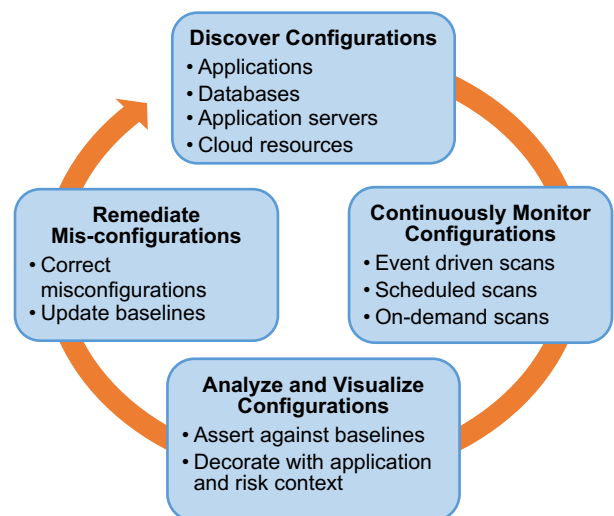 Discover Configurations
• Applications
• Databases
• Application servers
• Cloud resources
Continuously Monitor
Configurations
• Event driven scans
• Scheduled scans
• On-demand scans
Analyze and Visualize
Configurations
• Assert against baselines
• Decorate with application
and risk context
Remediate
Mis-configurations
• Correct
misconfigurations
• Update baselines